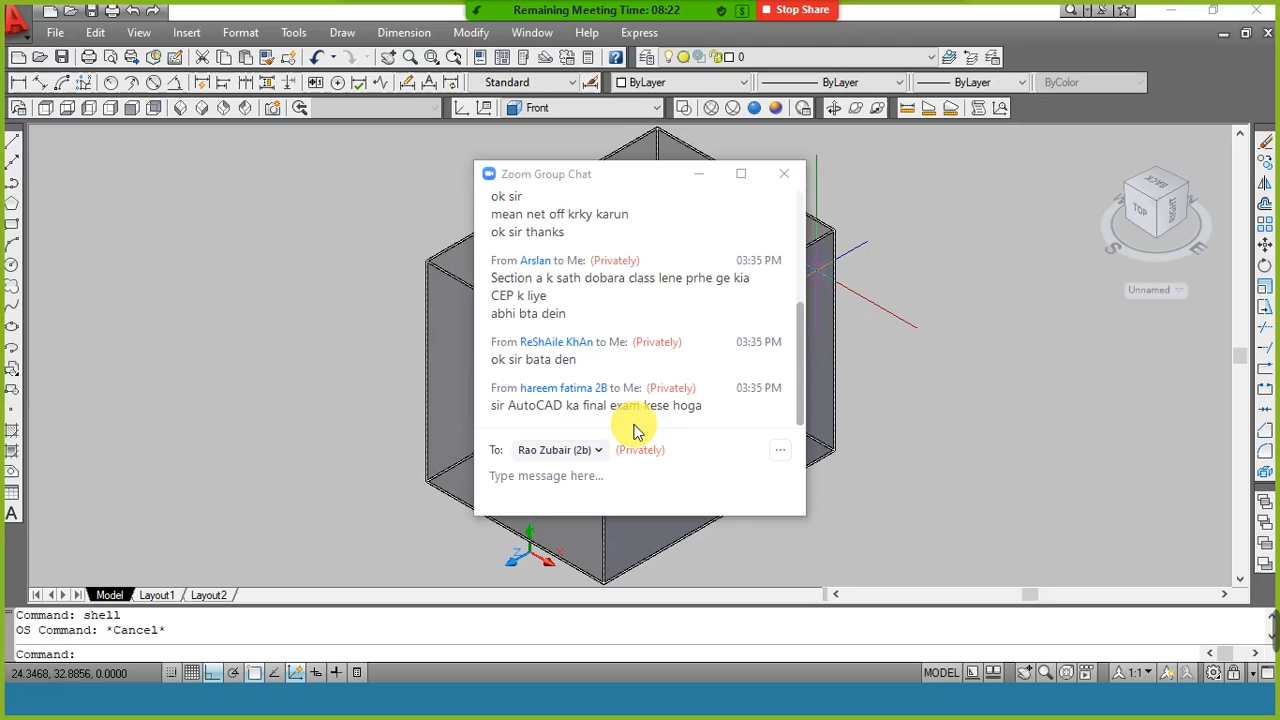 Remaining Meeting Time: 08:22
Stop Share
File Edit View Insert Format Tools Draw Dimension Modify Window Help Express
0
Standard ByLayer ByLayer ByLayer ByColor
Front
Zoom Group Chat
ok sir
mean net off krky karun
ok sir thanks
From Arslan to Me: (Privately) 03:35 PM
Section a k sath dobara class lene prhe ge kia
CEP k liye
abhi bta dein
From ReShAile KhAn to Me: (Privately) 03:35 PM
ok sir bata den
From hareem fatima 2B to Me: (Privately) 03:35 PM
sir AutoCAD ka final exam kese hoga
To: Rao Zubair (2b) (Privately)
Type message here...
BACK
TOP
RIGHT
S
E
Unnamed
Z
X
Model Layout1 Layout2
Command: shell
OS Command: *Cancel*
Command:
24.3468, 32.8856, 0.0000
MODEL
1:1